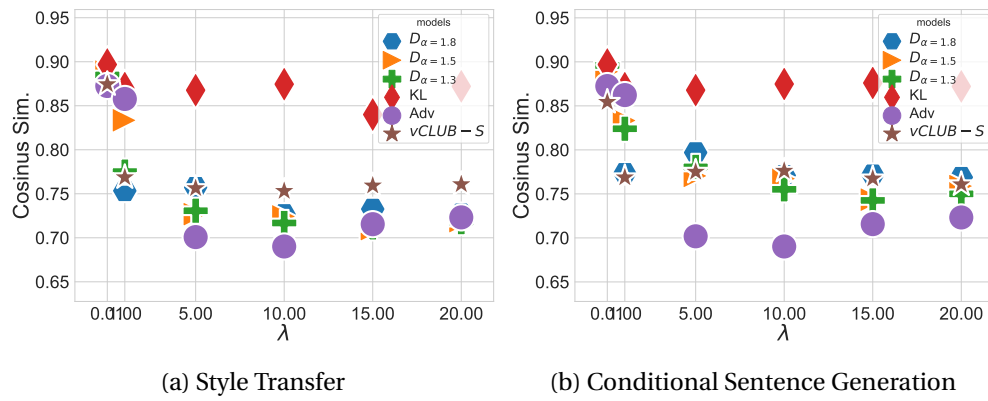 0.95
0.90
0.85
0.80
0.75
0.70
0.65
Cosinus Sim.
models
D_{α=1.8}
D_{α=1.5}
D_{α=1.3}
KL
Adv
vCLUB−S
5.00 10.00 15.00 20.00
λ
(a) Style Transfer
0.95
0.90
0.85
0.80
0.75
0.70
0.65
Cosinus Sim.
models
D_{α=1.8}
D_{α=1.5}
D_{α=1.3}
KL
Adv
vCLUB−S
5.00 10.00 15.00 20.00
λ
(b) Conditional Sentence Generation